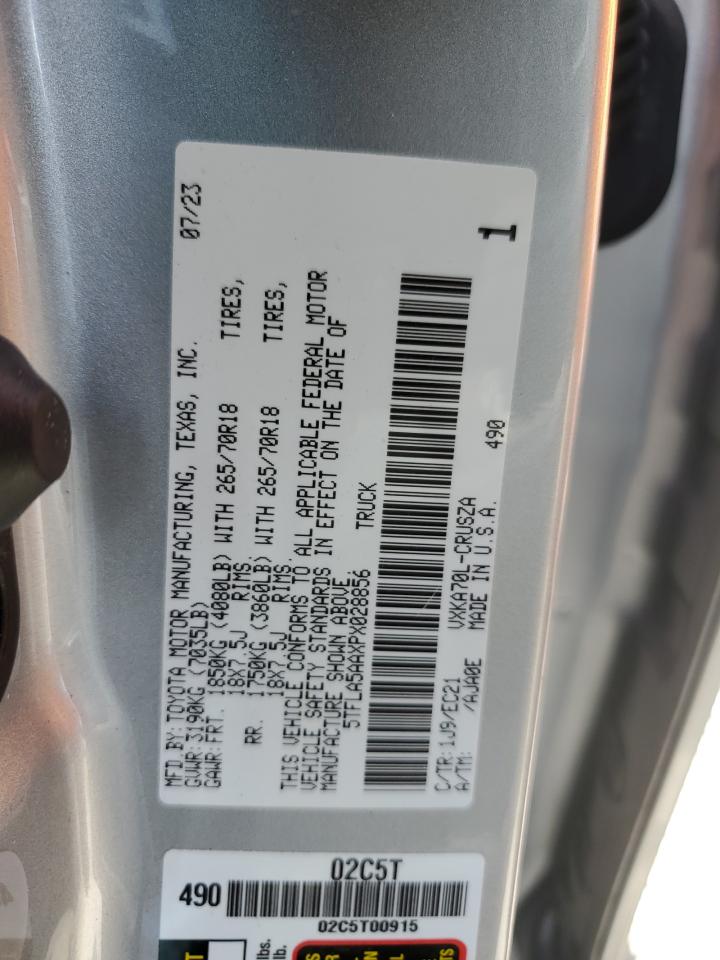 MFD BY: TOYOTA MOTOR MANUFACTURING, TEXAS, INC. 07/23
GVWR: 3190KG (7035LB)
GAWR: FRT. 1850KG (4080LB) WITH 265/70R18 TIRES,
18X7.5J RIMS.
RR. 1750KG (3860LB) WITH 265/70R18 TIRES,
18X7.5J RIMS.
THIS VEHICLE CONFORMS TO ALL APPLICABLE FEDERAL MOTOR
VEHICLE SAFETY STANDARDS IN EFFECT ON THE DATE OF
MANUFACTURE SHOWN ABOVE.
5TFLA5AAXPX028856 TRUCK
C/TR: 1J9/EC21 VXKA70L-CRUSZA 490
A/TM: /AJA0E MADE IN U.S.A.
1
02C5T
490
02C5T00915
lbs.
lb.